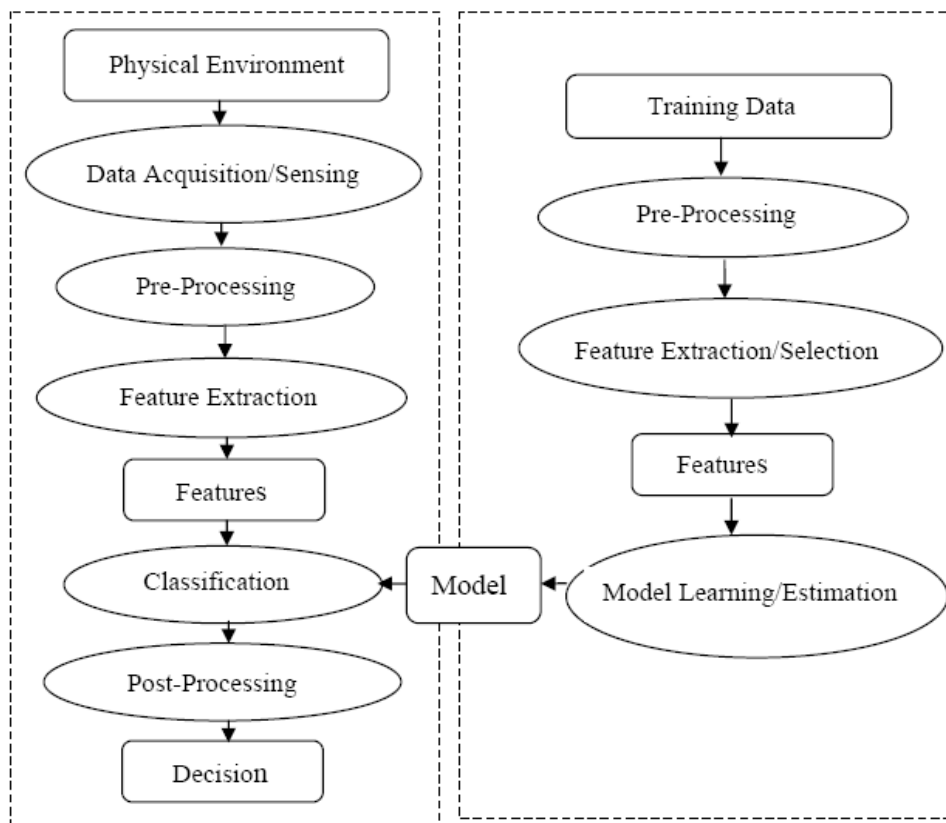 Physical Environment
Data Acquisition/Sensing
Pre-Processing
Feature Extraction
Features
Classification
Post-Processing
Decision
Training Data
Pre-Processing
Feature Extraction/Selection
Features
Model Learning/Estimation
Model